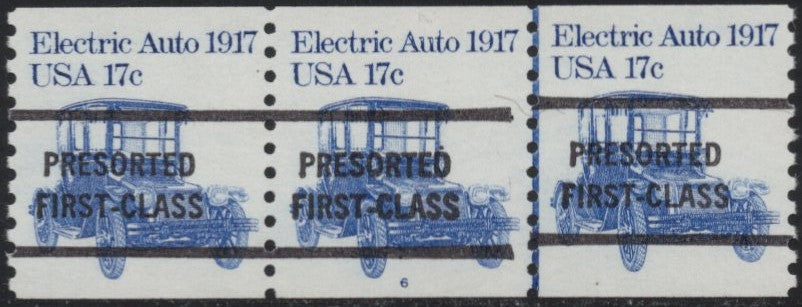 Electric Auto 1917
USA 17c
PRESORTED
FIRST-CLASS
Electric Auto 1917
USA 17c
PRESORTED
FIRST-CLASS
6
Electric Auto 1917
USA 17c
PRESORTED
FIRST-CLASS